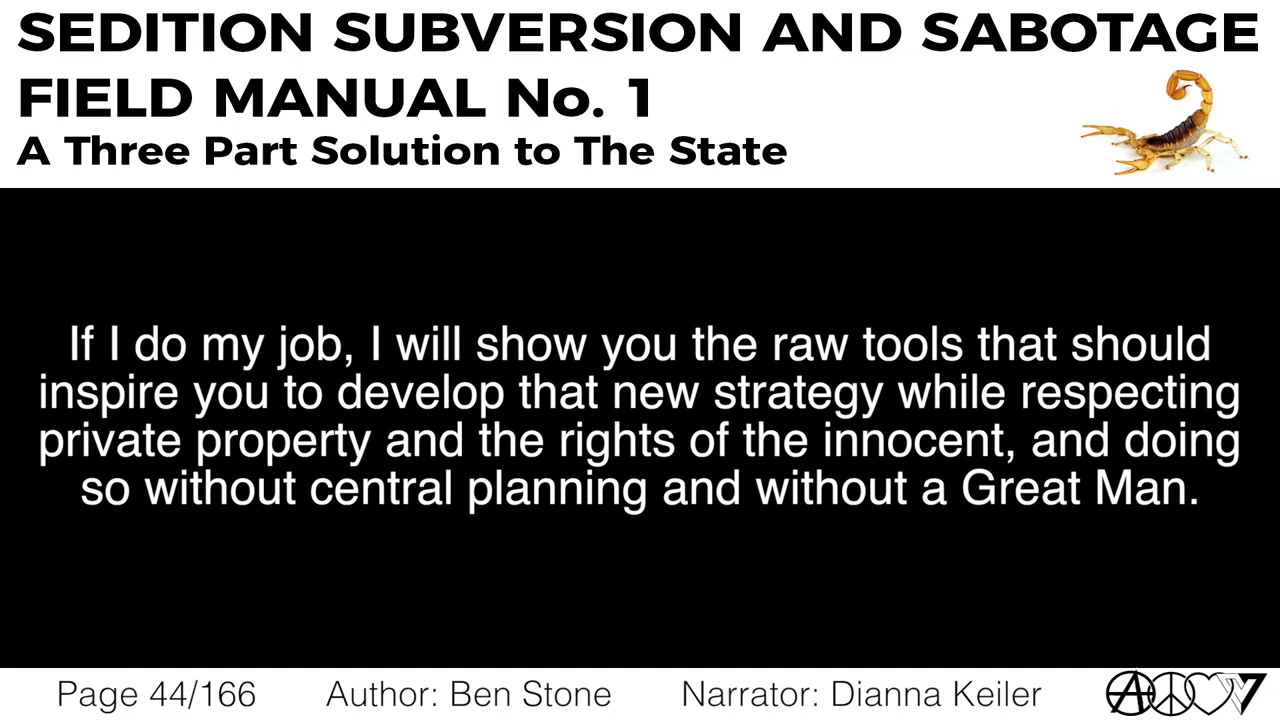 SEDITION SUBVERSION AND SABOTAGE
FIELD MANUAL No. 1
A Three Part Solution to The State
If I do my job, I will show you the raw tools that should
inspire you to develop that new strategy while respecting
private property and the rights of the innocent, and doing
so without central planning and without a Great Man.
Page 44/166 Author: Ben Stone Narrator: Dianna Keiler